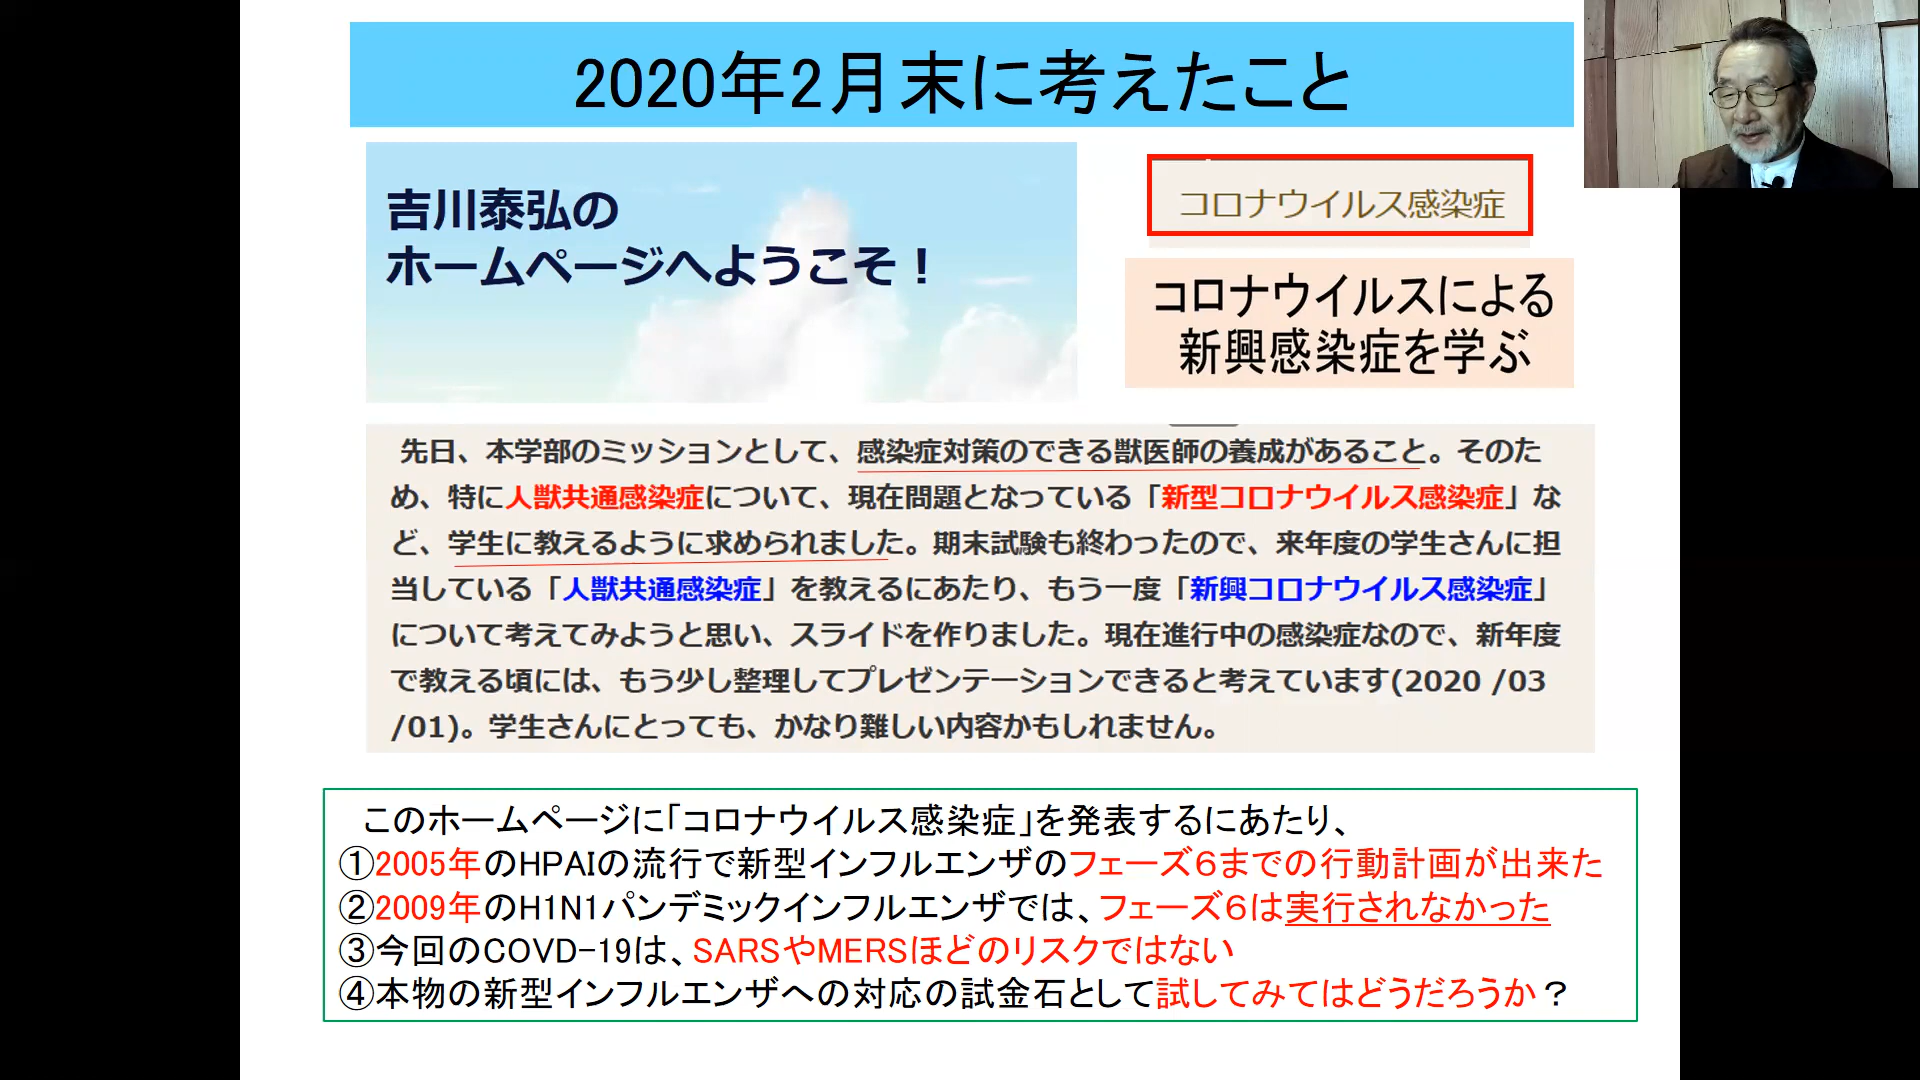 2020年2月末に考えたこと
吉川泰弘の
ホームページへようこそ！
コロナウイルス感染症
コロナウイルスによる
新興感染症を学ぶ
先日、本学部のミッションとして、感染症対策のできる獣医師の養成があること。そのた
め、特に人獣共通感染症について、現在問題となっている「新型コロナウイルス感染症」な
ど、学生に教えるように求められました。期末試験も終わったので、来年度の学生さんに担
当している「人獣共通感染症」を教えるにあたり、もう一度「新興コロナウイルス感染症」
について考えてみようと思い、スライドを作りました。現在進行中の感染症なので、新年度
で教える頃には、もう少し整理してプレゼンテーションできると考えています(2020 /03
/01)。学生さんにとっても、かなり難しい内容かもしれません。
このホームページに「コロナウイルス感染症」を発表するにあたり、
①2005年のHPAIの流行で新型インフルエンザのフェーズ６までの行動計画が出来た
②2009年のH1N1パンデミックインフルエンザでは、フェーズ６は実行されなかった
③今回のCOVD-19は、SARSやMERSほどのリスクではない
④本物の新型インフルエンザへの対応の試金石として試してみてはどうだろうか？